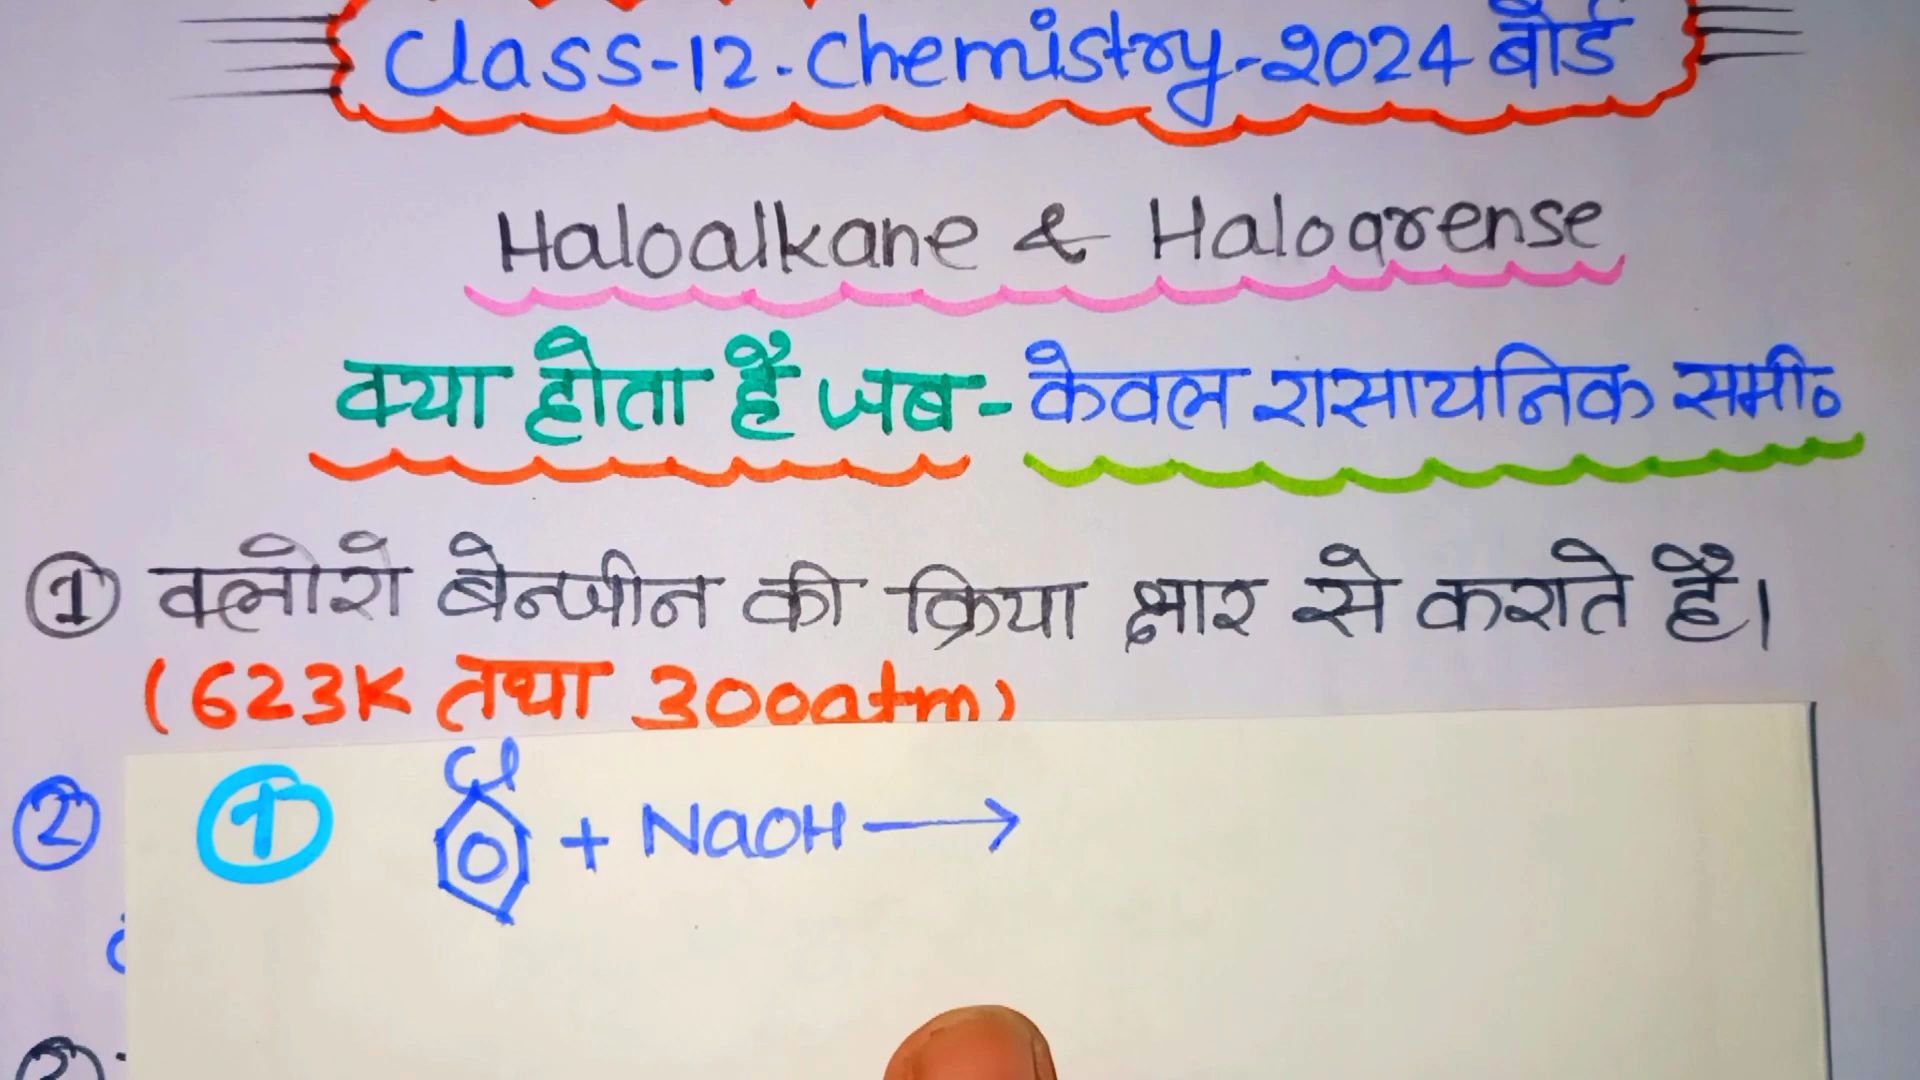 Class-12-Chemistry-2024 बोर्ड
Haloalkane & Haloarense
क्या होता है जब- केवल रासायनिक समी०
① क्लोरो बेन्जीन की क्रिया क्षार से कराते है।
(623K तथा 300atm)
②
① Cl + NaOH ⟶